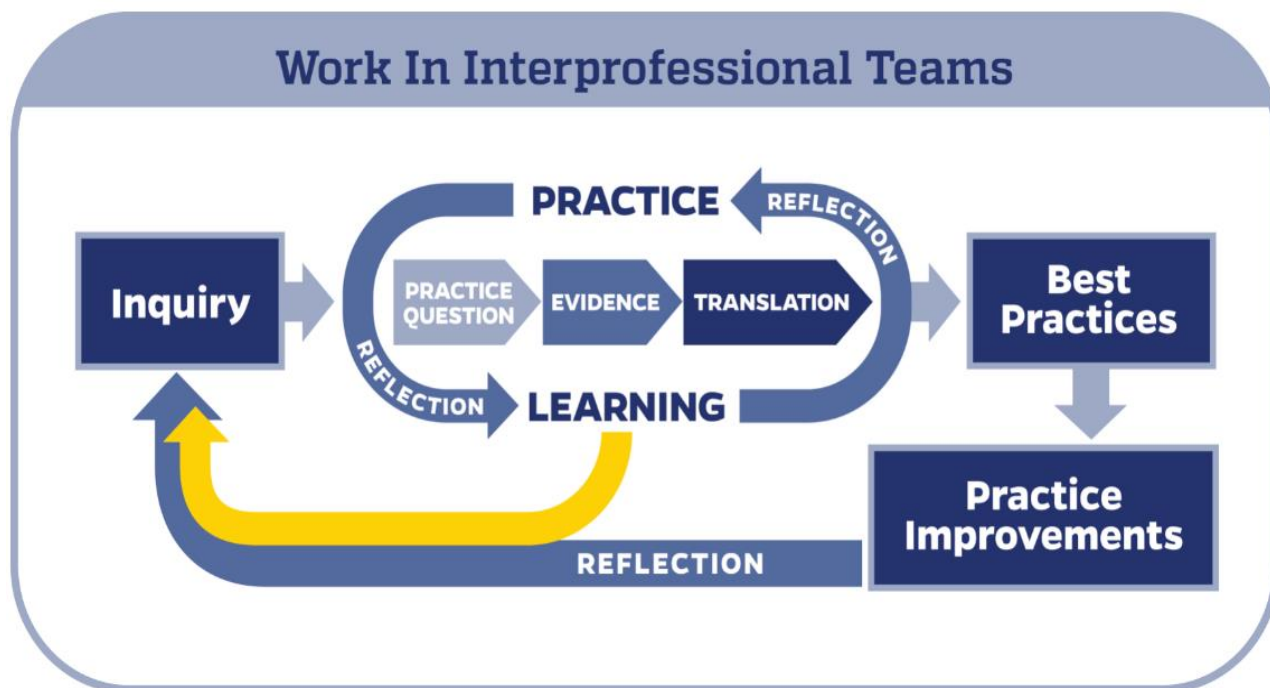 Work In Interprofessional Teams
PRACTICE
REFLECTION
Inquiry
PRACTICE
QUESTION
EVIDENCE
TRANSLATION
Best
Practices
REFLECTION
LEARNING
Practice
Improvements
REFLECTION